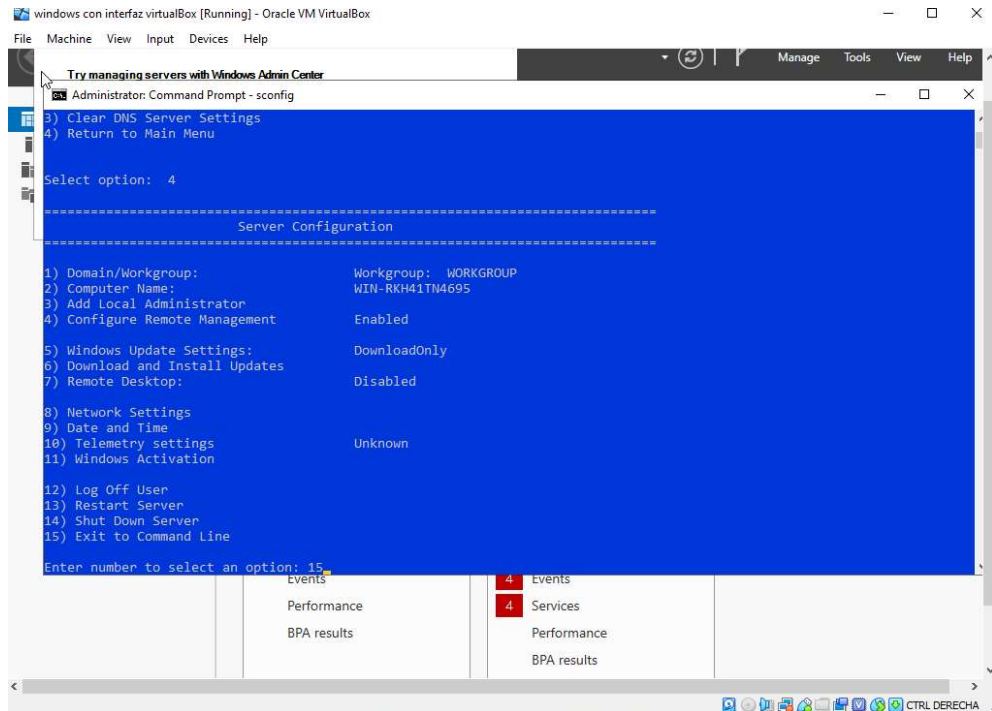 windows con interfaz virtualBox [Running] - Oracle VM VirtualBox
File Machine View Input Devices Help
Manage Tools View Help
Try managing servers with Windows Admin Center
Administrator: Command Prompt - sconfig
3) Clear DNS Server Settings
4) Return to Main Menu
Select option: 4
===============================================================================
Server Configuration
===============================================================================
1) Domain/Workgroup: Workgroup: WORKGROUP
2) Computer Name: WIN-RKH41TN4695
3) Add Local Administrator
4) Configure Remote Management Enabled
5) Windows Update Settings: DownloadOnly
6) Download and Install Updates
7) Remote Desktop: Disabled
8) Network Settings
9) Date and Time
10) Telemetry settings Unknown
11) Windows Activation
12) Log Off User
13) Restart Server
14) Shut Down Server
15) Exit to Command Line
Enter number to select an option: 15
Events 4 Events
Performance 4 Services
BPA results Performance
BPA results
CTRL DERECHA